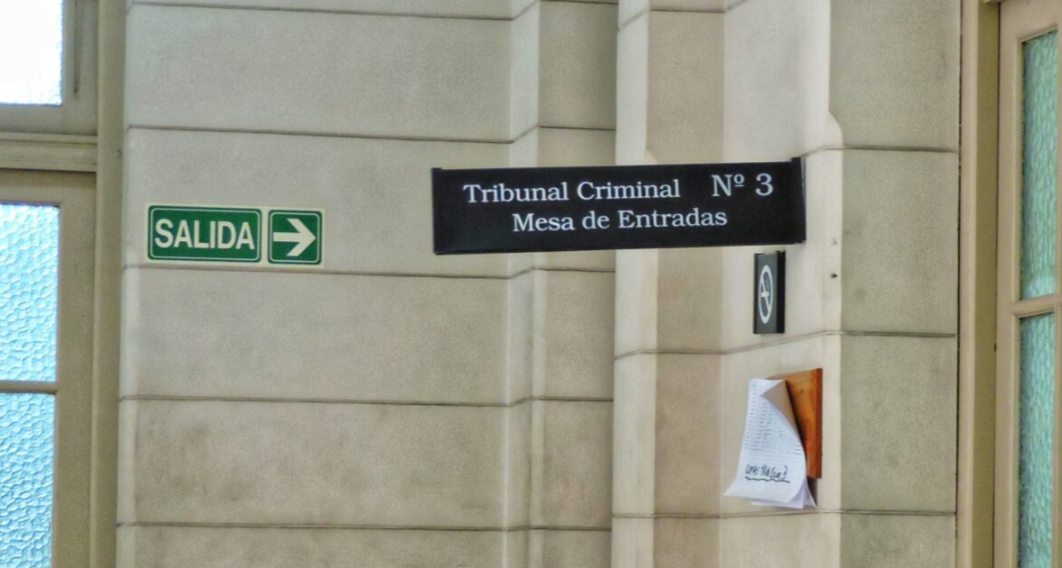 SALIDA
Tribunal Criminal Nº 3
Mesa de Entradas